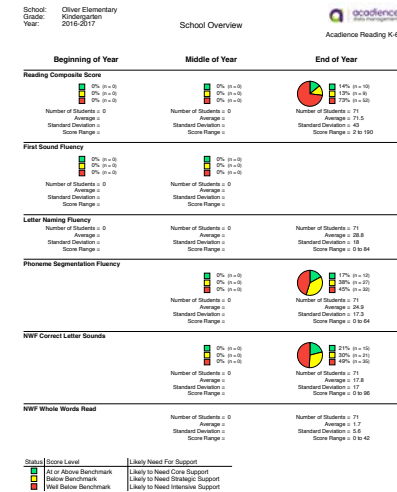 School: Oliver Elementary
Grade: Kindergarten
Year: 2016-2017
School Overview
acadience
data management
Acadience Reading K-6
Beginning of Year Middle of Year End of Year
Reading Composite Score
0% (n = 0) 0% (n = 0) 14% (n = 10)
0% (n = 0) 0% (n = 0) 13% (n = 9)
0% (n = 0) 0% (n = 0) 73% (n = 52)
Number of Students = 0 Number of Students = 0 Number of Students = 71
Average = Average = Average = 71.5
Standard Deviation = Standard Deviation = Standard Deviation = 43
Score Range = Score Range = Score Range = 2 to 190
First Sound Fluency
0% (n = 0) 0% (n = 0)
0% (n = 0) 0% (n = 0)
0% (n = 0) 0% (n = 0)
Number of Students = 0 Number of Students = 0
Average = Average =
Standard Deviation = Standard Deviation =
Score Range = Score Range =
Letter Naming Fluency
Number of Students = 0 Number of Students = 0 Number of Students = 71
Average = Average = Average = 28.8
Standard Deviation = Standard Deviation = Standard Deviation = 18
Score Range = Score Range = Score Range = 0 to 84
Phoneme Segmentation Fluency
0% (n = 0) 17% (n = 12)
0% (n = 0) 38% (n = 27)
0% (n = 0) 45% (n = 32)
Number of Students = 0 Number of Students = 71
Average = Average = 24.9
Standard Deviation = Standard Deviation = 17.3
Score Range = Score Range = 0 to 64
NWF Correct Letter Sounds
0% (n = 0) 21% (n = 15)
0% (n = 0) 30% (n = 21)
0% (n = 0) 49% (n = 35)
Number of Students = 0 Number of Students = 71
Average = Average = 17.8
Standard Deviation = Standard Deviation = 17
Score Range = Score Range = 0 to 96
NWF Whole Words Read
Number of Students = 0 Number of Students = 71
Average = Average = 1.7
Standard Deviation = Standard Deviation = 5.6
Score Range = Score Range = 0 to 42
Status Score Level Likely Need For Support
At or Above Benchmark Likely to Need Core Support
Below Benchmark Likely to Need Strategic Support
Well Below Benchmark Likely to Need Intensive Support